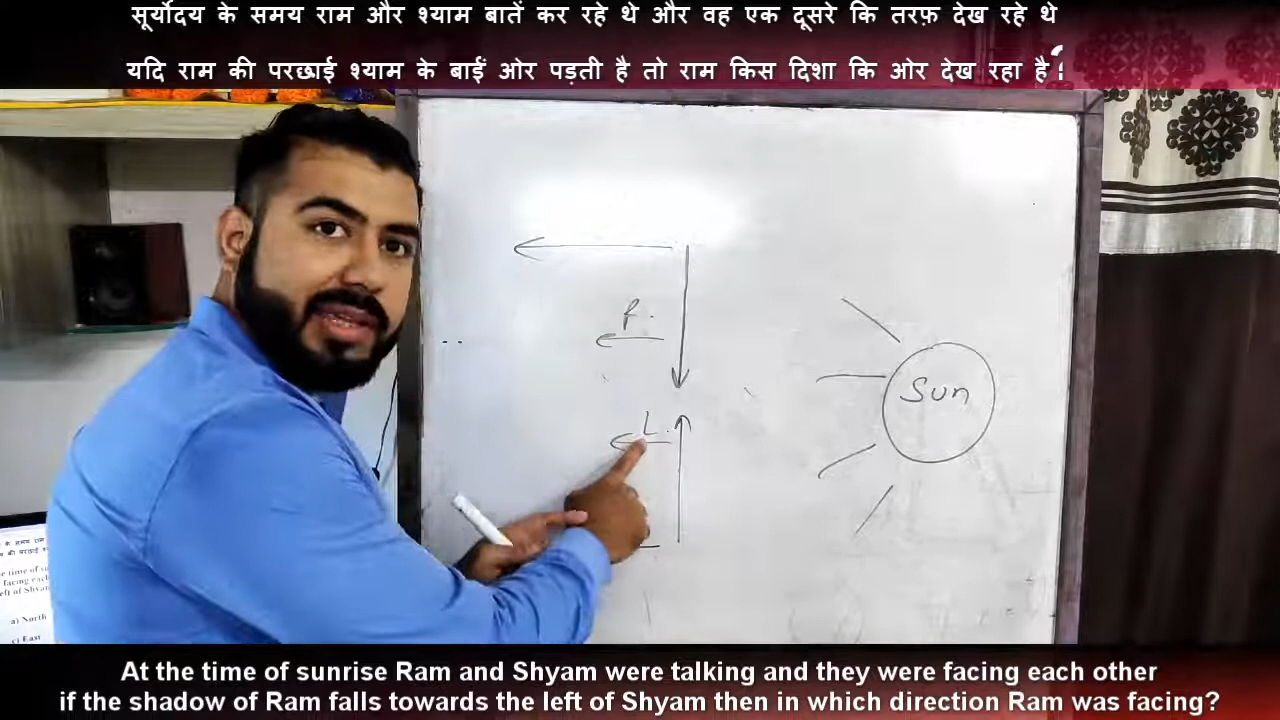 सूर्योदय के समय राम और श्याम बातें कर रहे थे और वह एक दूसरे कि तरफ़ देख रहे थे
यदि राम की परछाई श्याम के बाईं ओर पड़ती है तो राम किस दिशा कि ओर देख रहा है
R.
Sun
L.
a) North
c) East
At the time of sunrise Ram and Shyam were talking and they were facing each other
if the shadow of Ram falls towards the left of Shyam then in which direction Ram was facing?